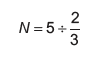 N = 5 ÷ 2/3